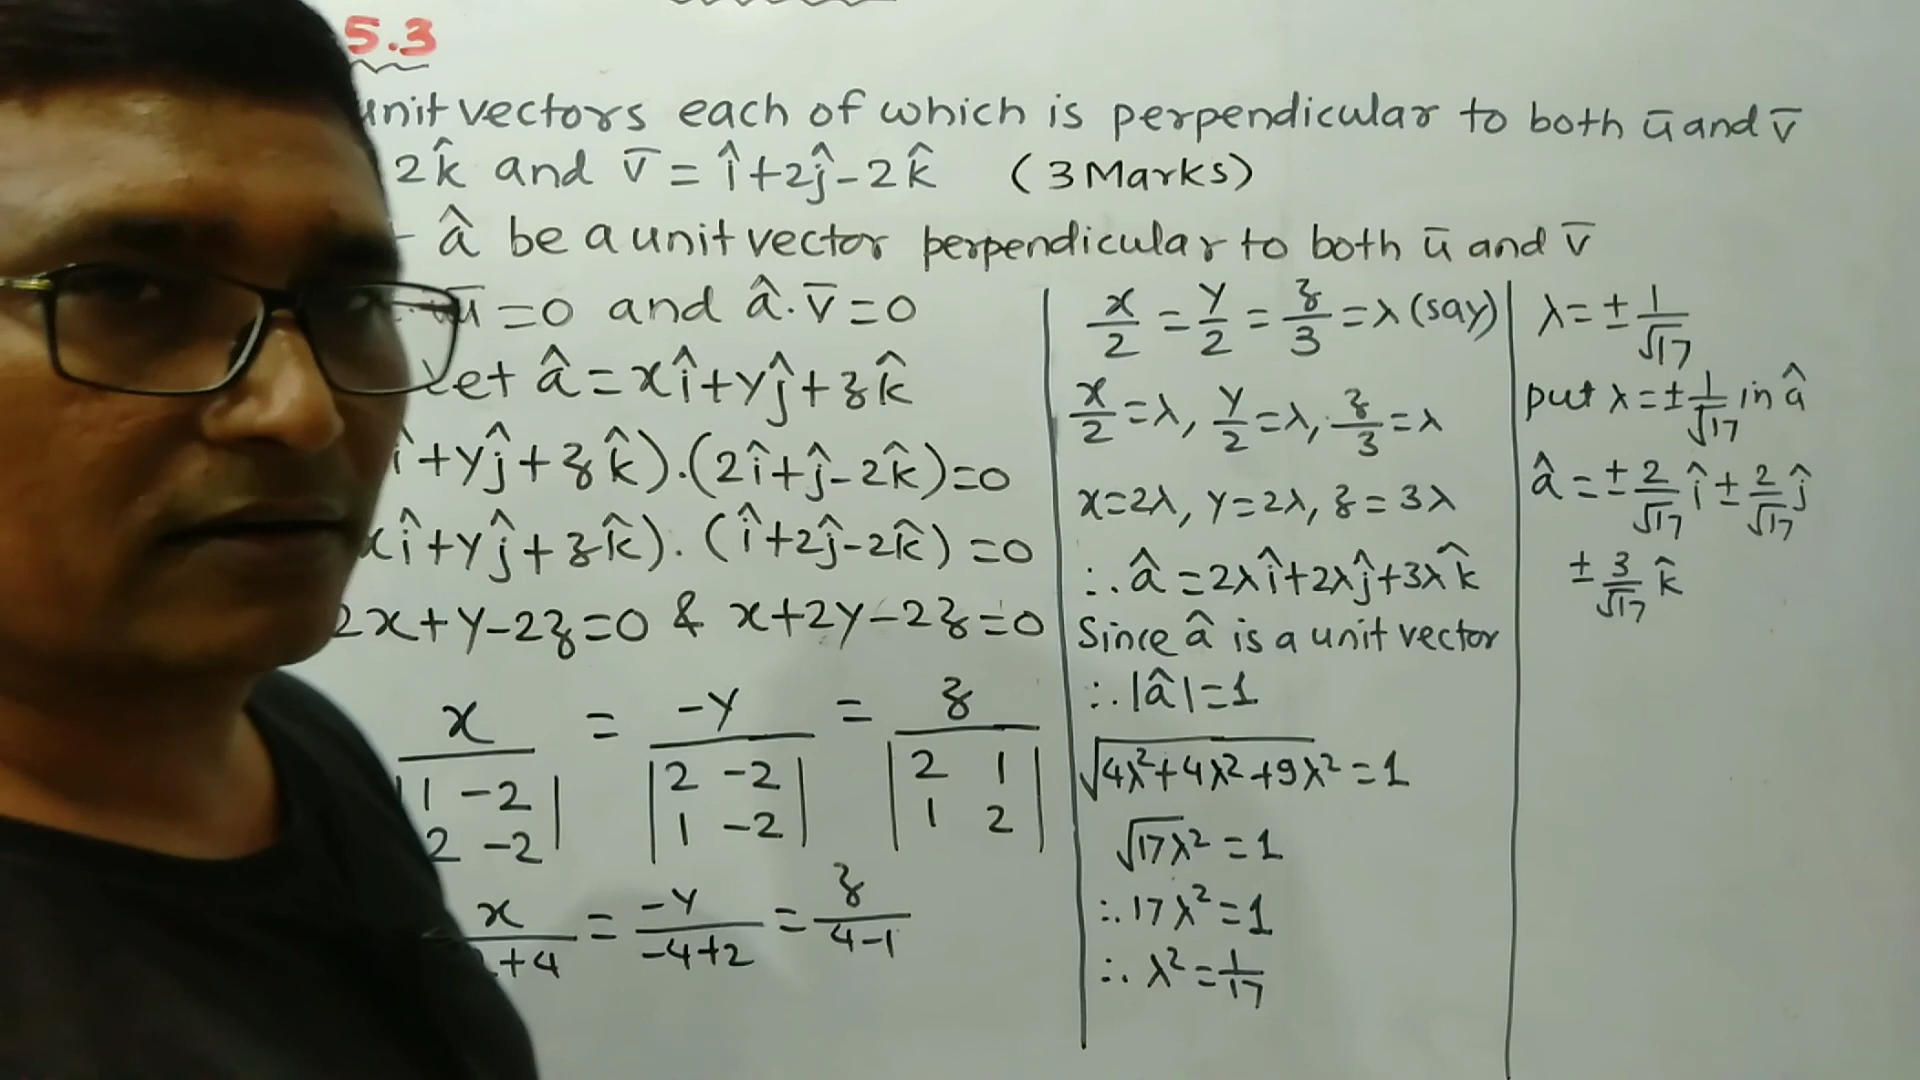 5.3
unit vectors each of which is perpendicular to both ū and v̄
2k̂ and v̄ = î+2ĵ-2k̂ (3 Marks)
â be a unit vector perpendicular to both ū and v̄
ū=0 and â.v̄=0
Let â=xî+yĵ+zk̂
î+yĵ+zk̂).(2î+ĵ-2k̂)=0
xî+yĵ+zk̂).(î+2ĵ-2k̂)=0
2x+y-2z=0 & x+2y-2z=0
x = -y = z
1 -2 | 2 -2 | 2 1
2 -2 | 1 -2 | 1 2
x = -y = z
+4 -4+2 4-1
x/2 = y/2 = z/3 = λ (say)
x/2=λ, y/2=λ, z/3=λ
x=2λ, y=2λ, z=3λ
∴ â=2λî+2λĵ+3λk̂
Since â is a unit vector
∴ |â|=1
√4λ²+4λ²+9λ² = 1
√17λ² = 1
∴ 17λ²=1
∴ λ²=1/17
λ=±1/√17
put λ=±1/√17 in â
â=±2/√17 î±2/√17 ĵ
±3/√17 k̂